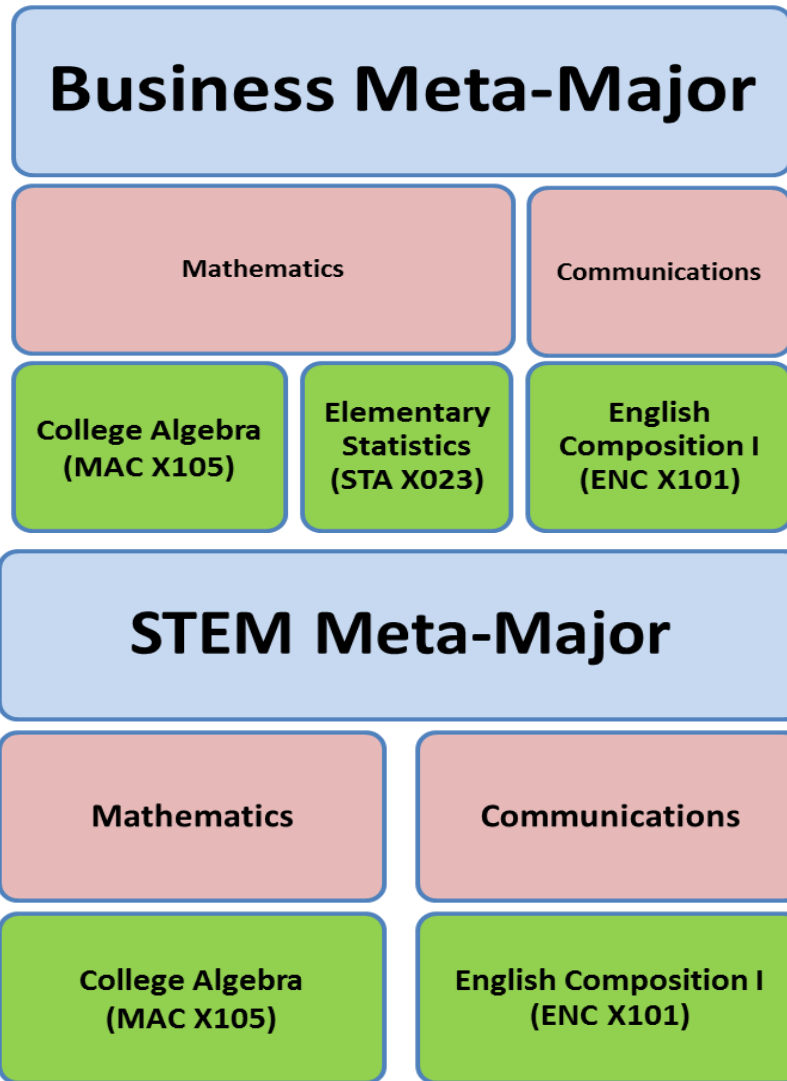 Business Meta-Major
Mathematics
Communications
College Algebra
(MAC X105)
Elementary
Statistics
(STA X023)
English
Composition I
(ENC X101)
STEM Meta-Major
Mathematics
Communications
College Algebra
(MAC X105)
English Composition I
(ENC X101)